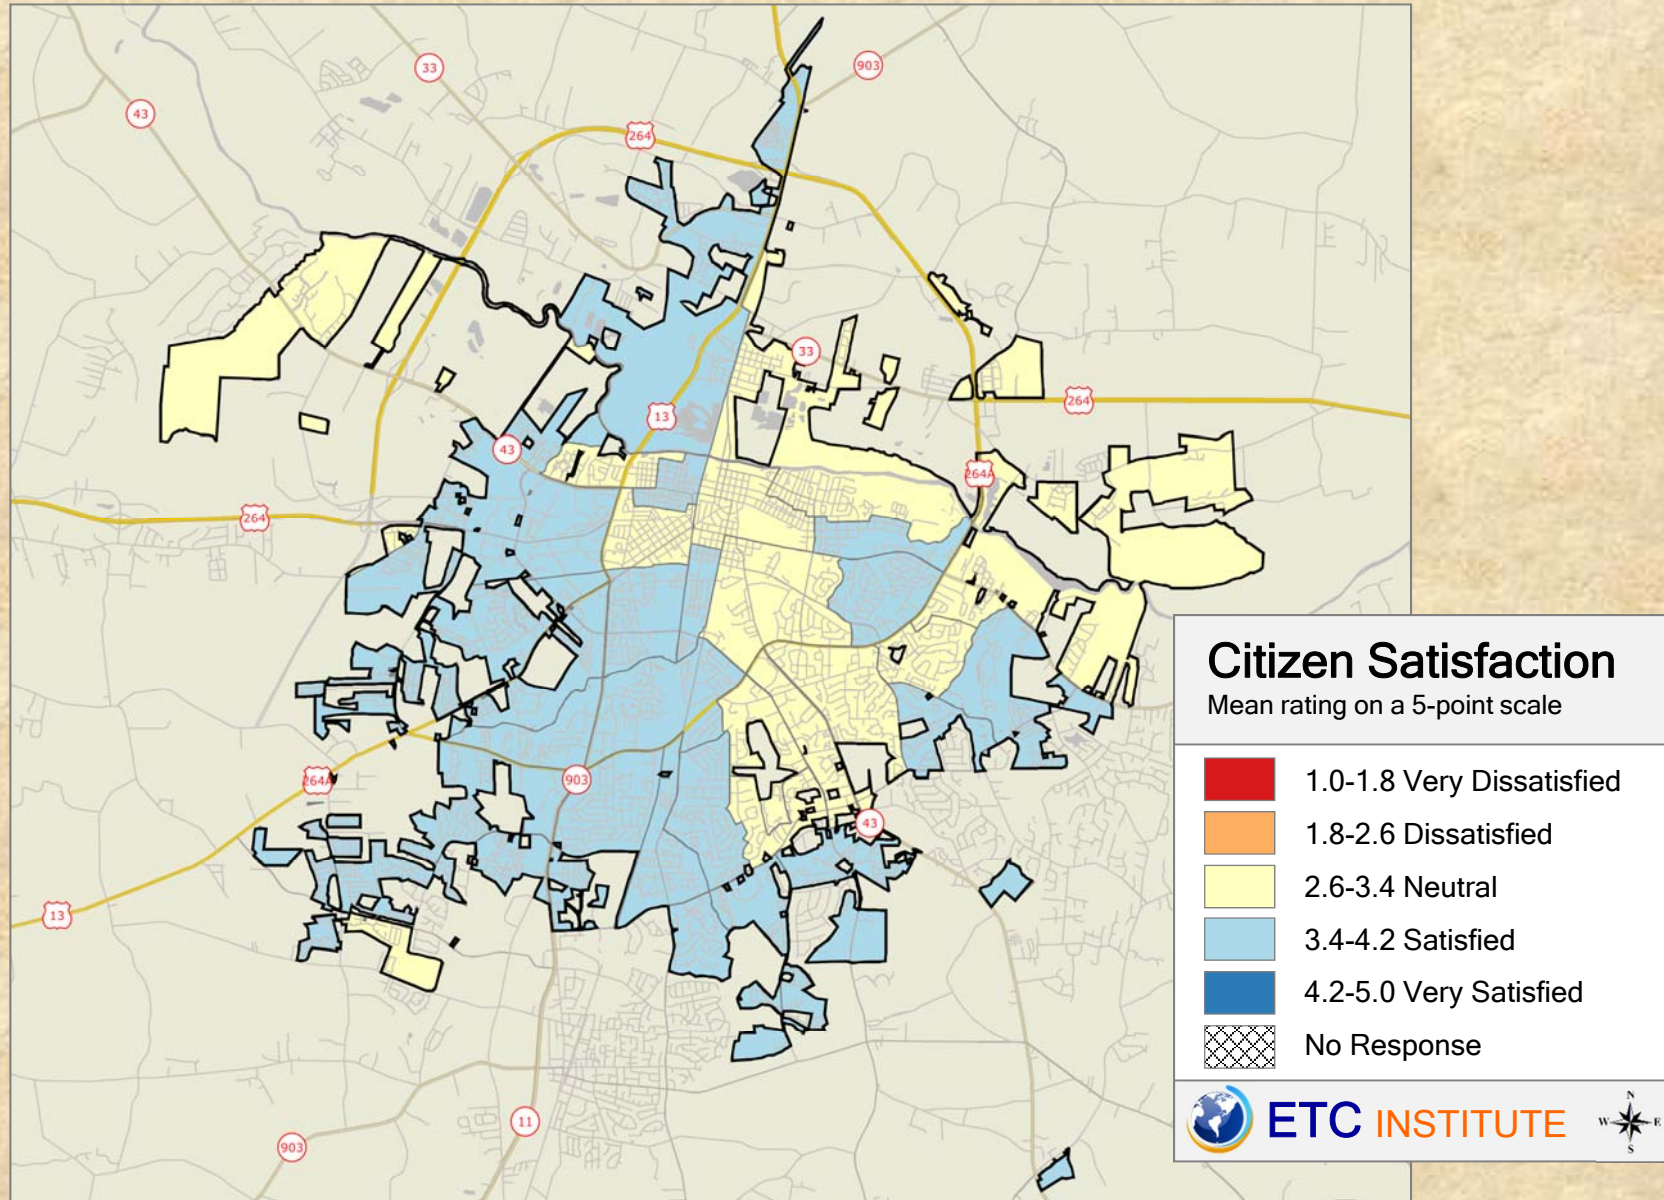 33
903
43
264
33
13
264
43
264A
264
903
264A
43
13
11
903
Citizen Satisfaction
Mean rating on a 5-point scale
1.0-1.8 Very Dissatisfied
1.8-2.6 Dissatisfied
2.6-3.4 Neutral
3.4-4.2 Satisfied
4.2-5.0 Very Satisfied
No Response
ETC INSTITUTE
N
W E
S